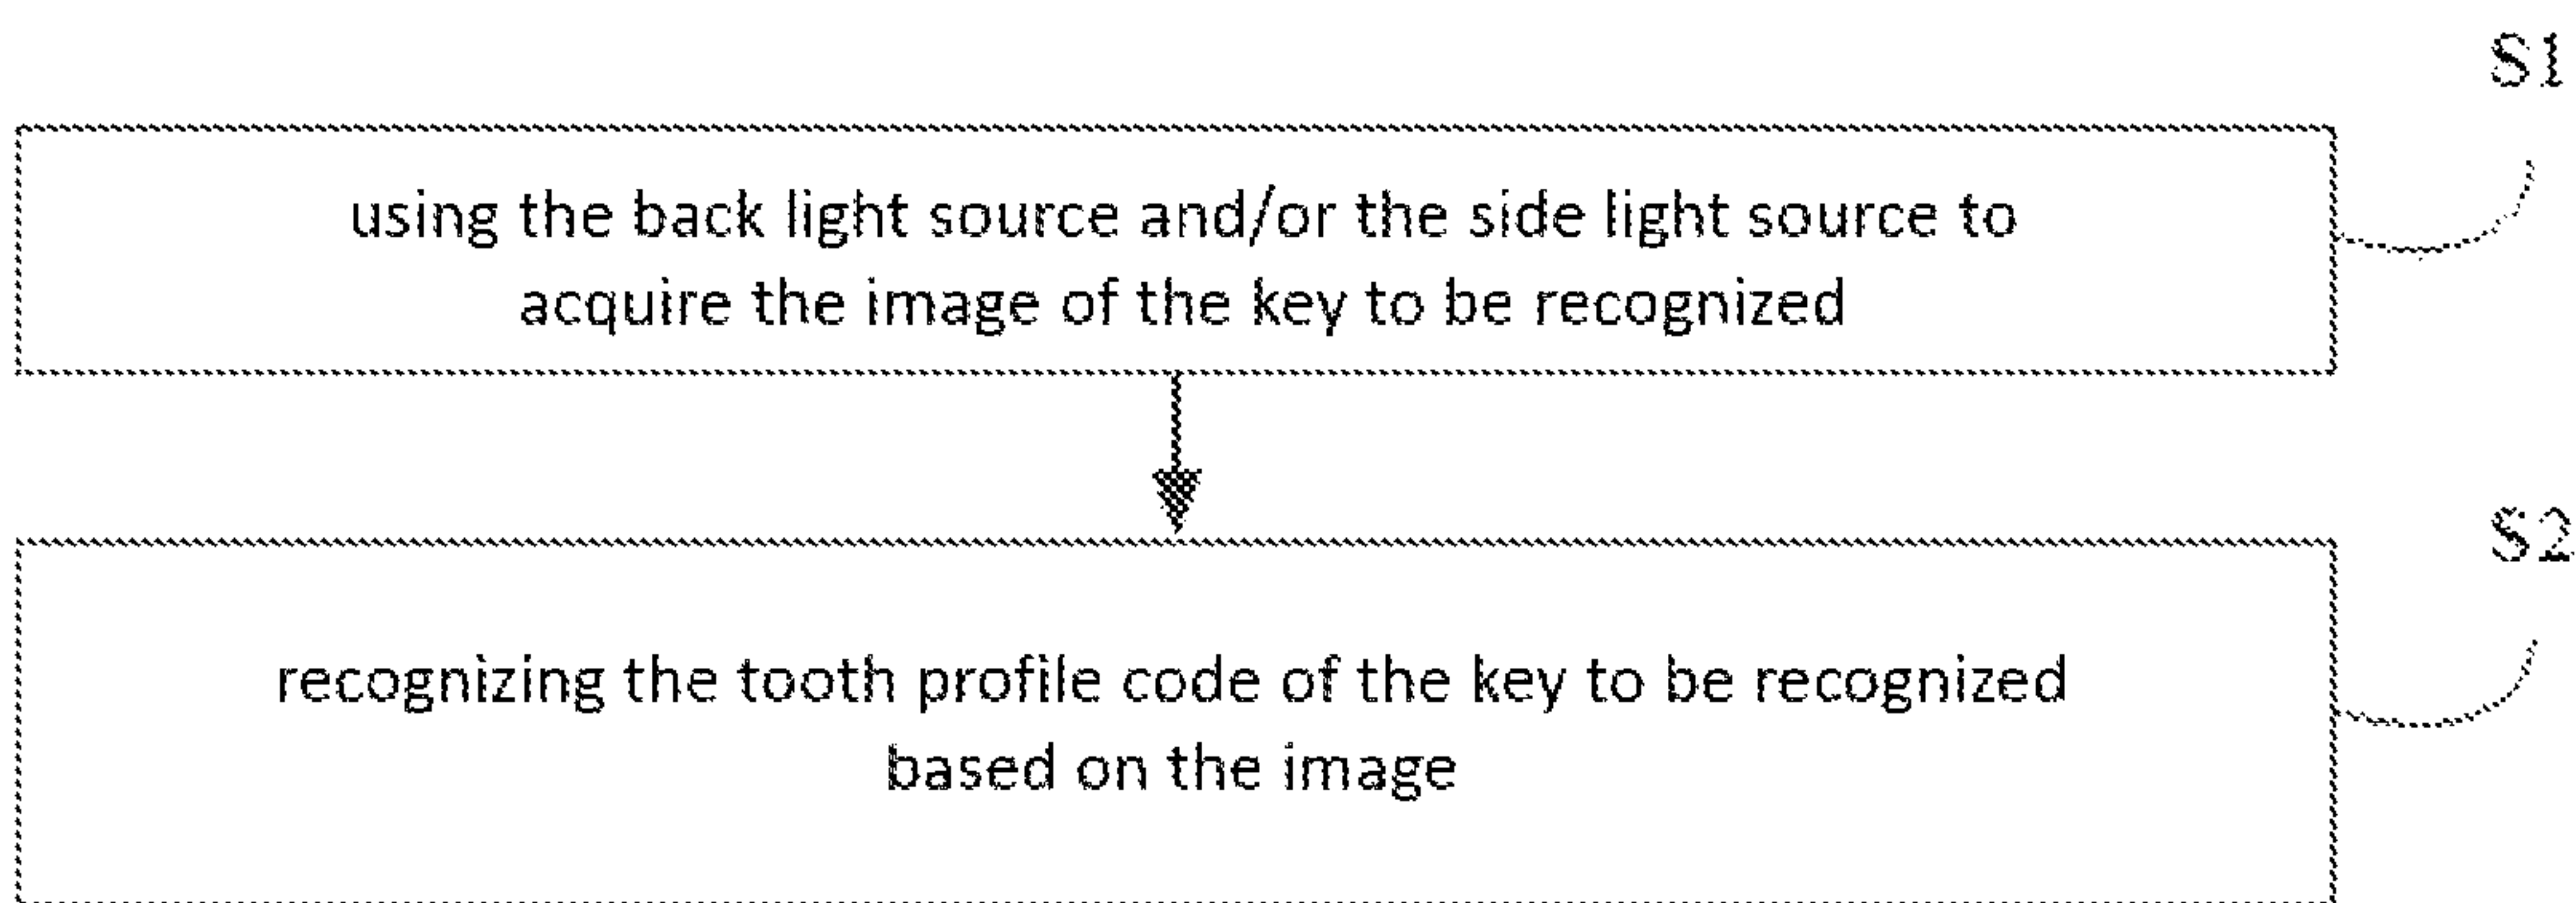 S1
using the back light source and/or the side light source to
acquire the image of the key to be recognized
S2
recognizing the tooth profile code of the key to be recognized
based on the image